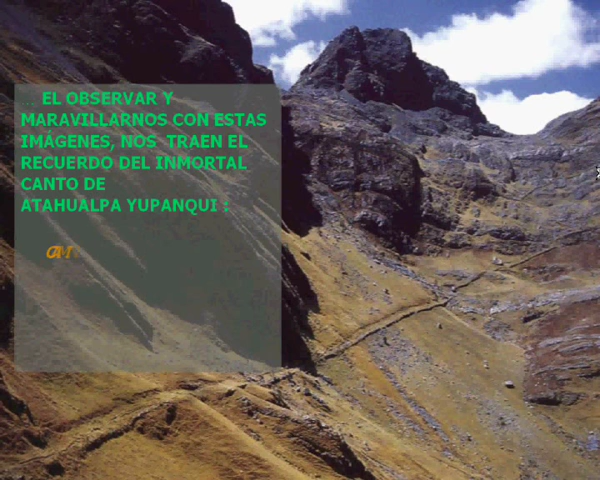 ... EL OBSERVAR Y
MARAVILLARNOS CON ESTAS
IMÁGENES, NOS TRAEN EL
RECUERDO DEL INMORTAL
CANTO DE
ATAHUALPA YUPANQUI :